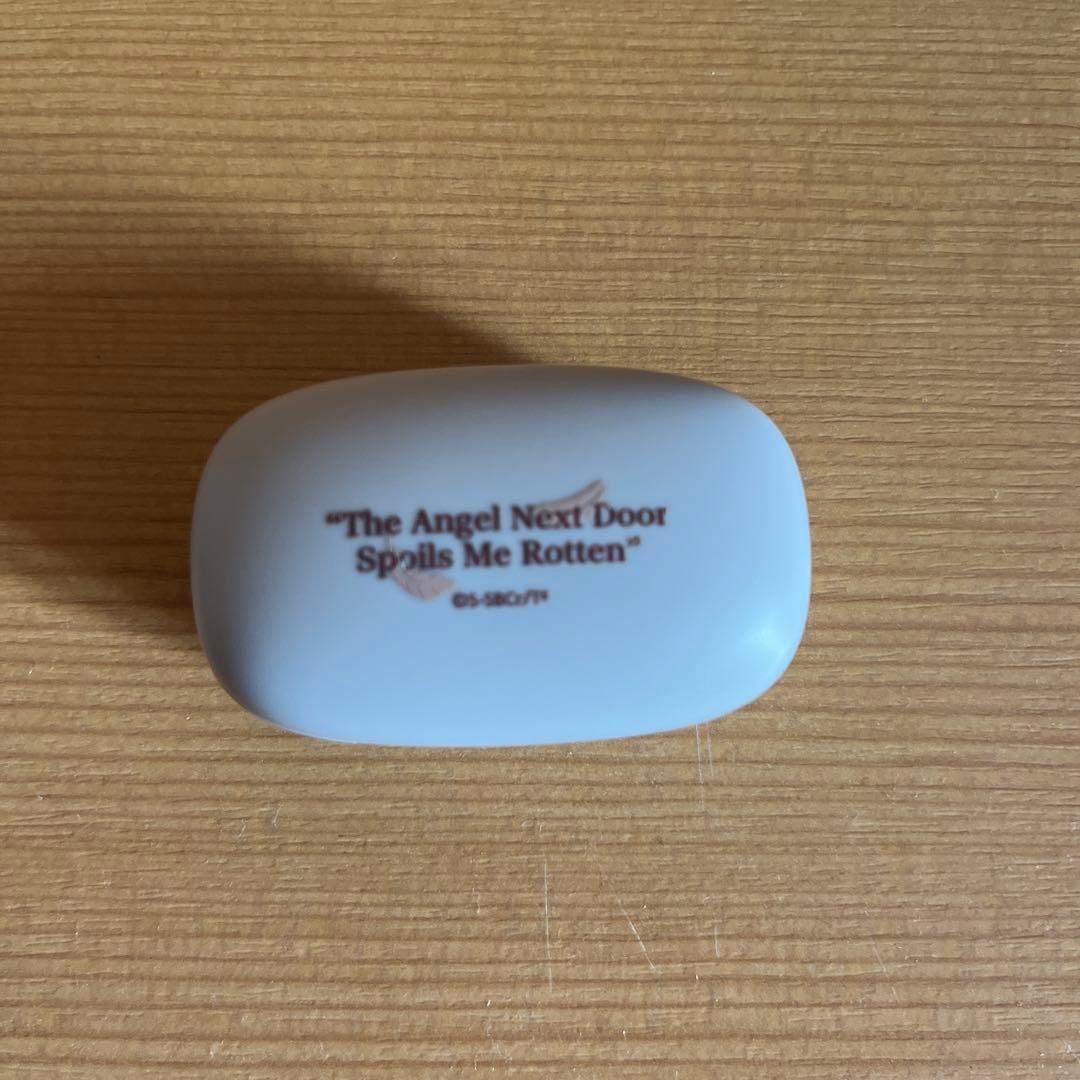 “The Angel Next Door
Spoils Me Rotten”